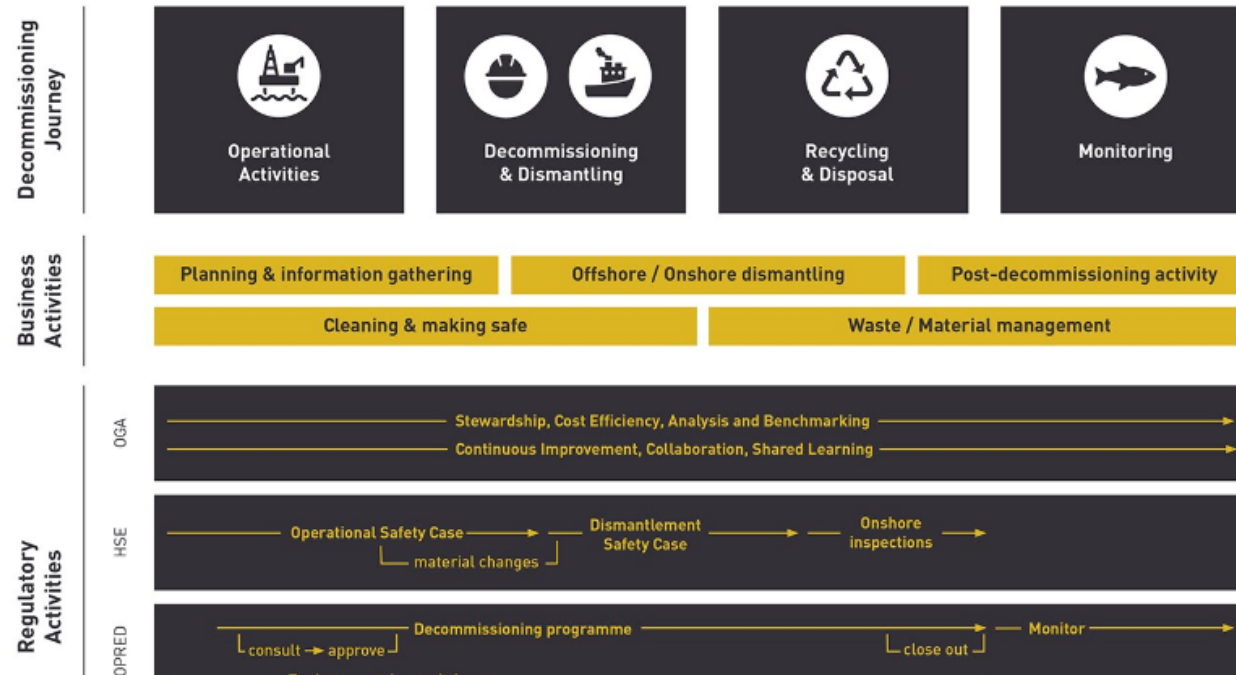 Decommissioning
Journey
Operational
Activities
Decommissioning
& Dismantling
Recycling
& Disposal
Monitoring
Business
Activities
Planning & information gathering
Offshore / Onshore dismantling
Post-decommissioning activity
Cleaning & making safe
Waste / Material management
Regulatory
Activities
OGA
Stewardship, Cost Efficiency, Analysis and Benchmarking
Continuous Improvement, Collaboration, Shared Learning
HSE
Operational Safety Case
material changes
Dismantlement
Safety Case
Onshore
inspections
OPRED
Decommissioning programme
Monitor
consult → approve
close out